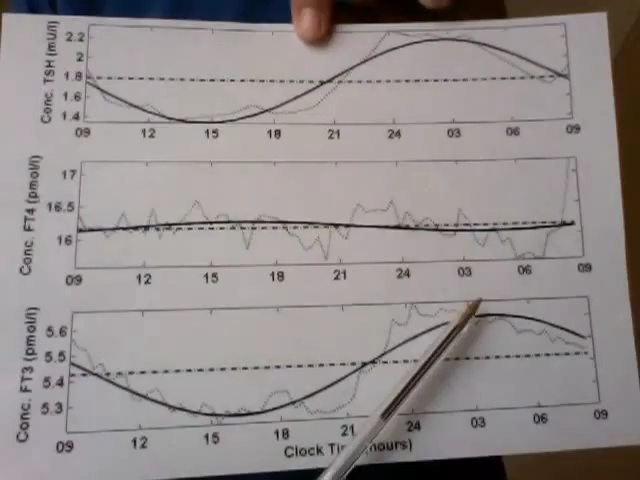 Conc. TSH (mU/l)
2.2
2
1.8
1.6
1.4
09 12 15 18 21 24 03 06 09
Conc. FT4 (pmol/l)
17
16.5
16
09 12 15 18 21 24 03 06 09
Conc. FT3 (pmol/l)
5.6
5.5
5.4
5.3
09 12 15 18 21 03 06 09
Clock hours)